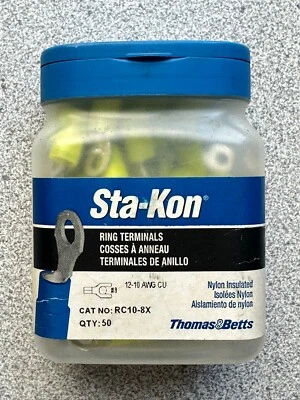 Sta-Kon®
RING TERMINALS
COSSES À ANNEAU
TERMINALES DE ANILLO
12-10 AWG CU
CAT NO: RC10-8X
QTY: 50
Nylon Insulated
Isolées Nylon
Aislamiento de nylon
Thomas&Betts